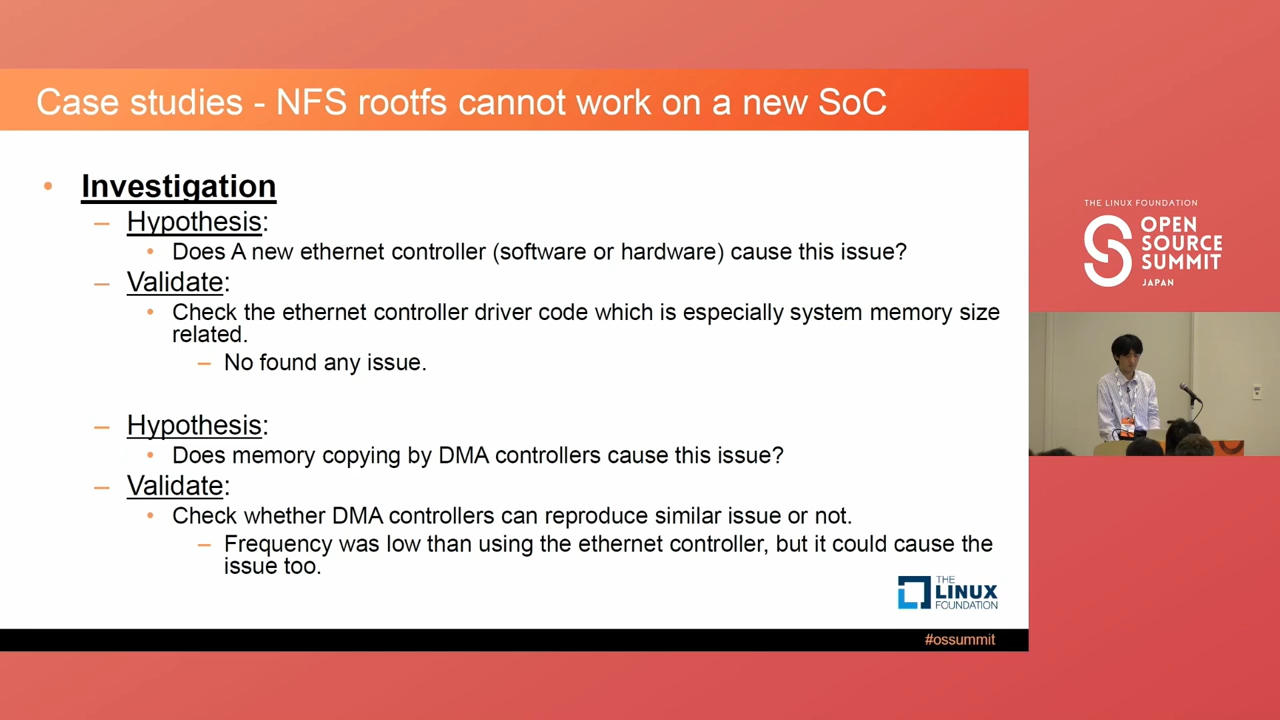 Case studies - NFS rootfs cannot work on a new SoC
• Investigation
– Hypothesis:
• Does A new ethernet controller (software or hardware) cause this issue?
– Validate:
• Check the ethernet controller driver code which is especially system memory size
related.
– No found any issue.
– Hypothesis:
• Does memory copying by DMA controllers cause this issue?
– Validate:
• Check whether DMA controllers can reproduce similar issue or not.
– Frequency was low than using the ethernet controller, but it could cause the
issue too.
THE
LINUX
FOUNDATION
#ossummit
THE LINUX FOUNDATION
OPEN
SOURCE
SUMMIT
JAPAN